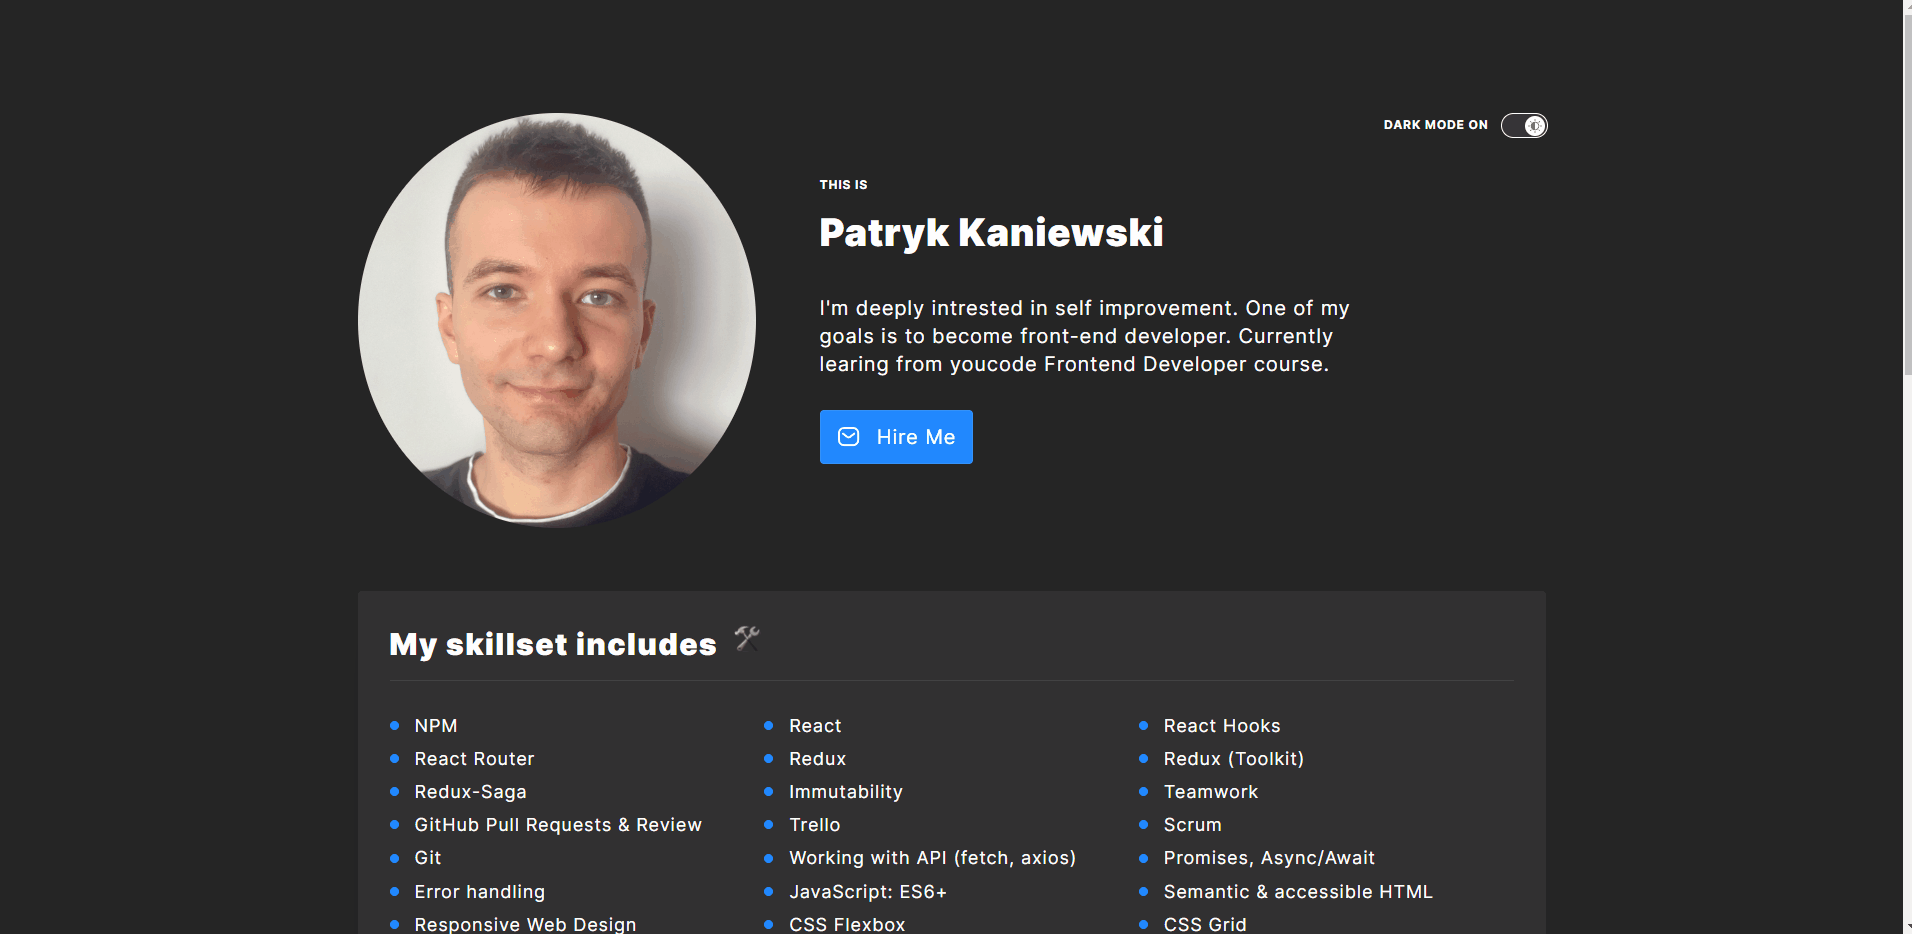 DARK MODE ON
THIS IS
Patryk Kaniewski
I'm deeply intrested in self improvement. One of my
goals is to become front-end developer. Currently
learing from youcode Frontend Developer course.
Hire Me
My skillset includes
NPM
React
React Hooks
React Router
Redux
Redux (Toolkit)
Redux-Saga
Immutability
Teamwork
GitHub Pull Requests & Review
Trello
Scrum
Git
Working with API (fetch, axios)
Promises, Async/Await
Error handling
JavaScript: ES6+
Semantic & accessible HTML
Responsive Web Design
CSS Flexbox
CSS Grid